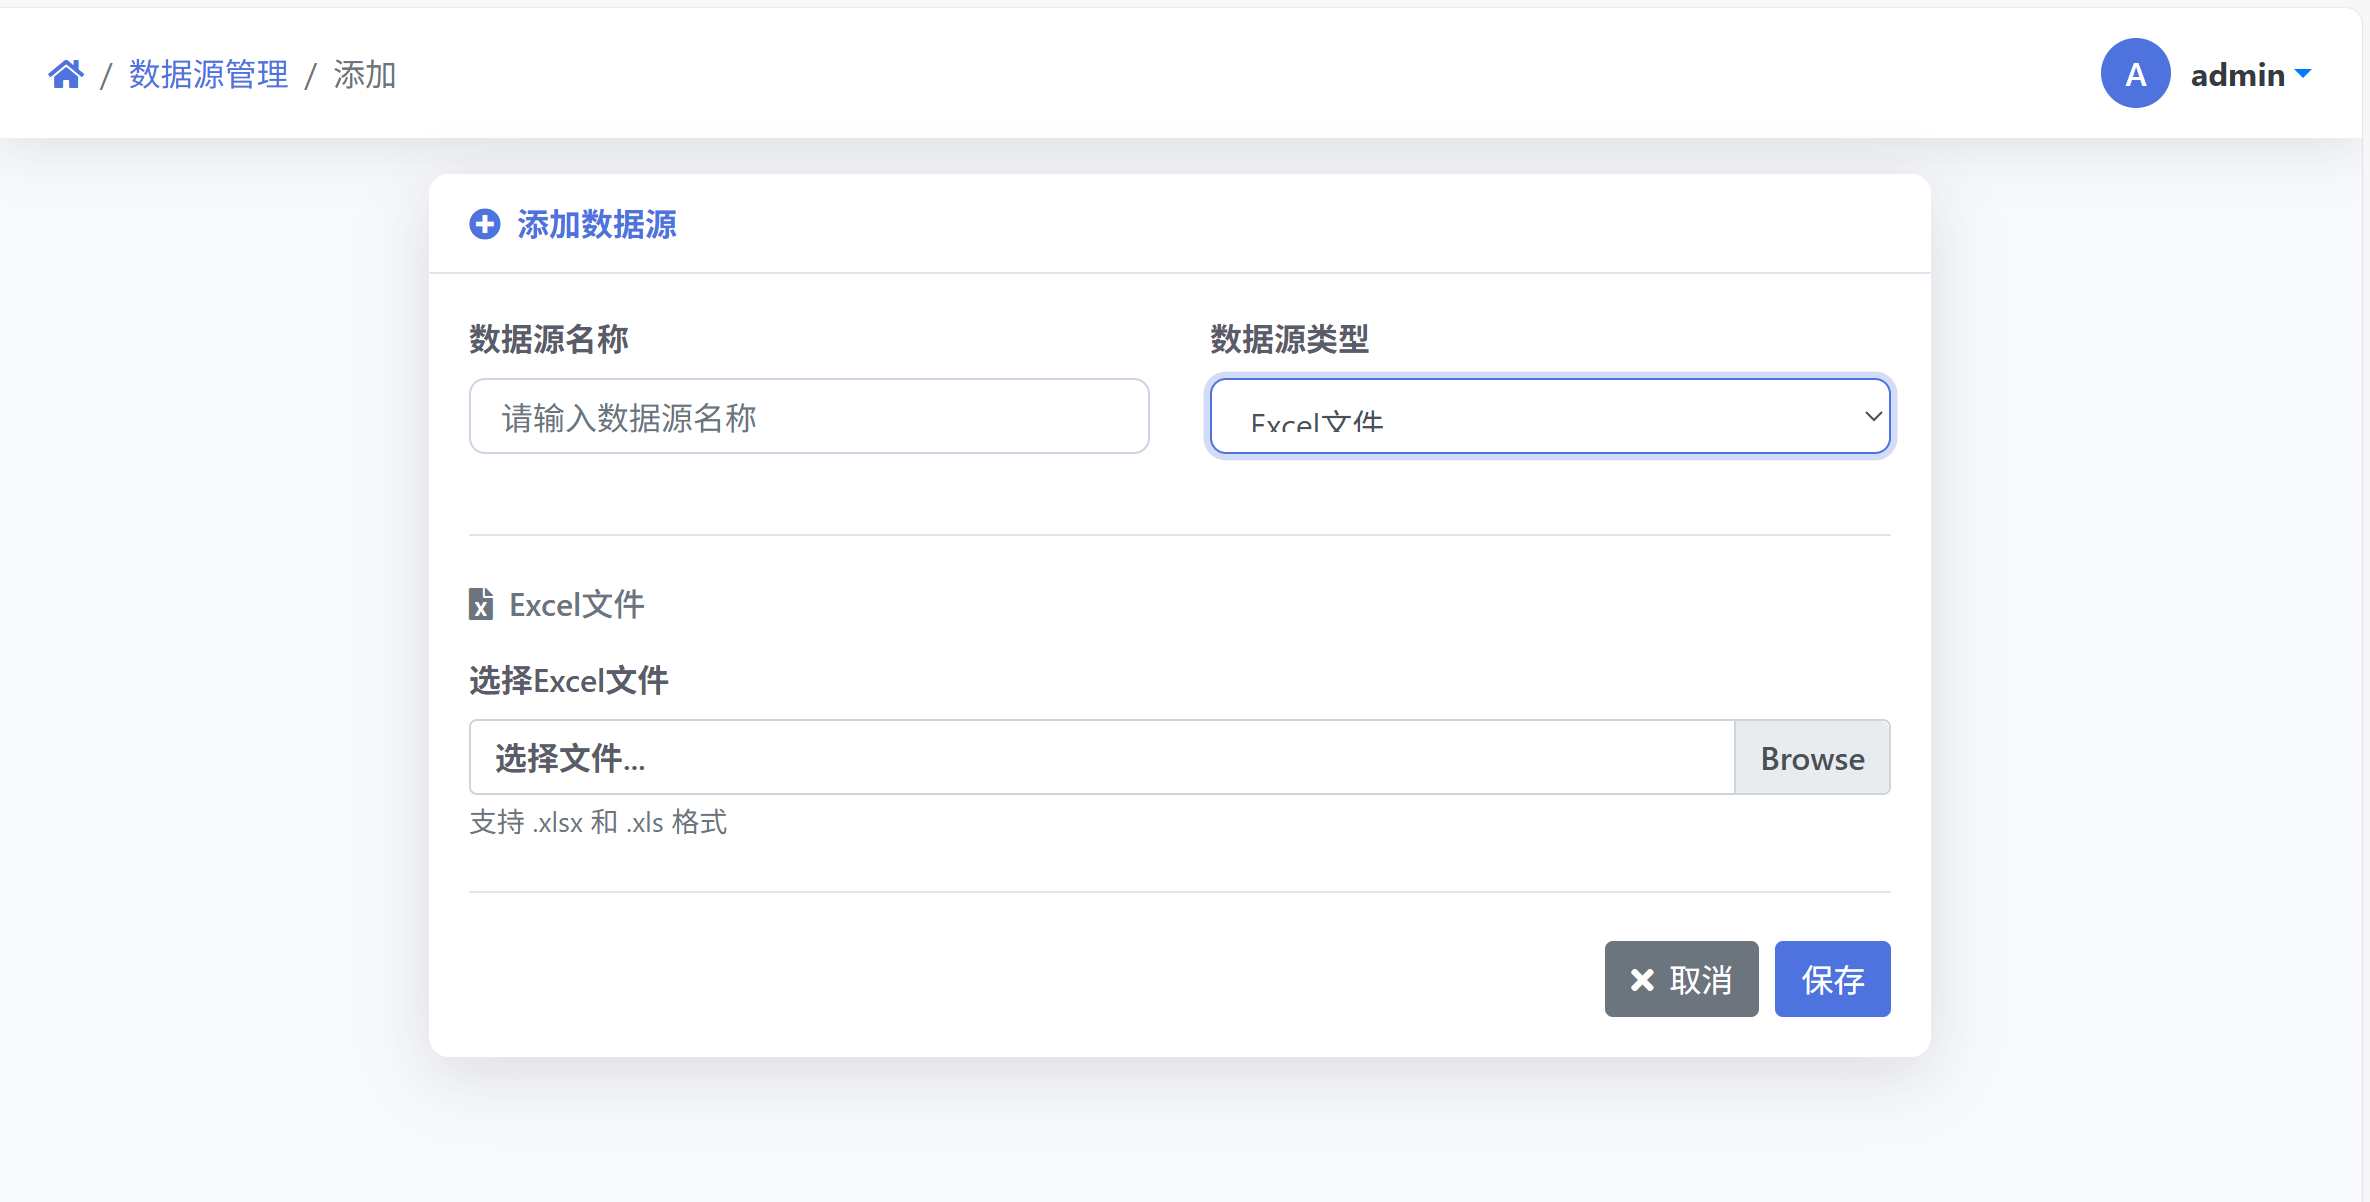 / 数据源管理 / 添加
A admin
添加数据源
数据源名称
数据源类型
请输入数据源名称
Excel文件
Excel文件
选择Excel文件
选择文件...
Browse
支持 .xlsx 和 .xls 格式
取消
保存